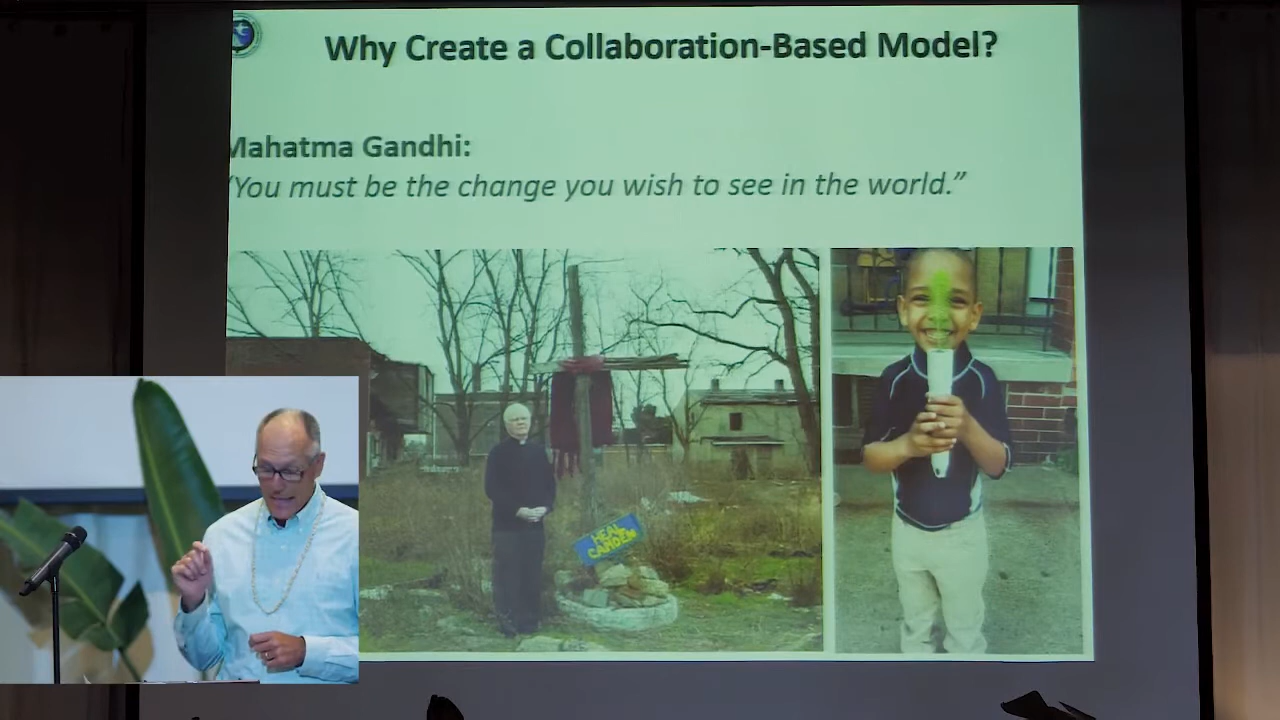 Why Create a Collaboration-Based Model?
Mahatma Gandhi:
“You must be the change you wish to see in the world.”
HEAL
CAMDEN